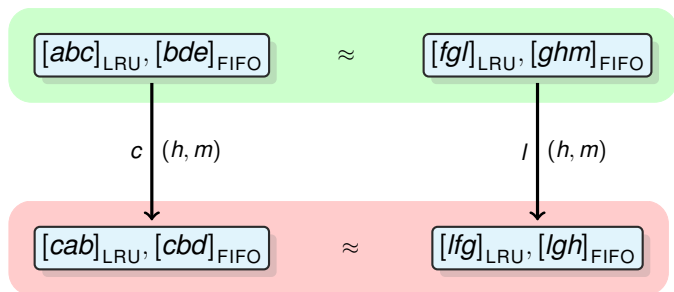 [abc]LRU, [bde]FIFO ≈ [fgl]LRU, [ghm]FIFO
c (h, m) l (h, m)
[cab]LRU, [cbd]FIFO ≈ [lfg]LRU, [lgh]FIFO